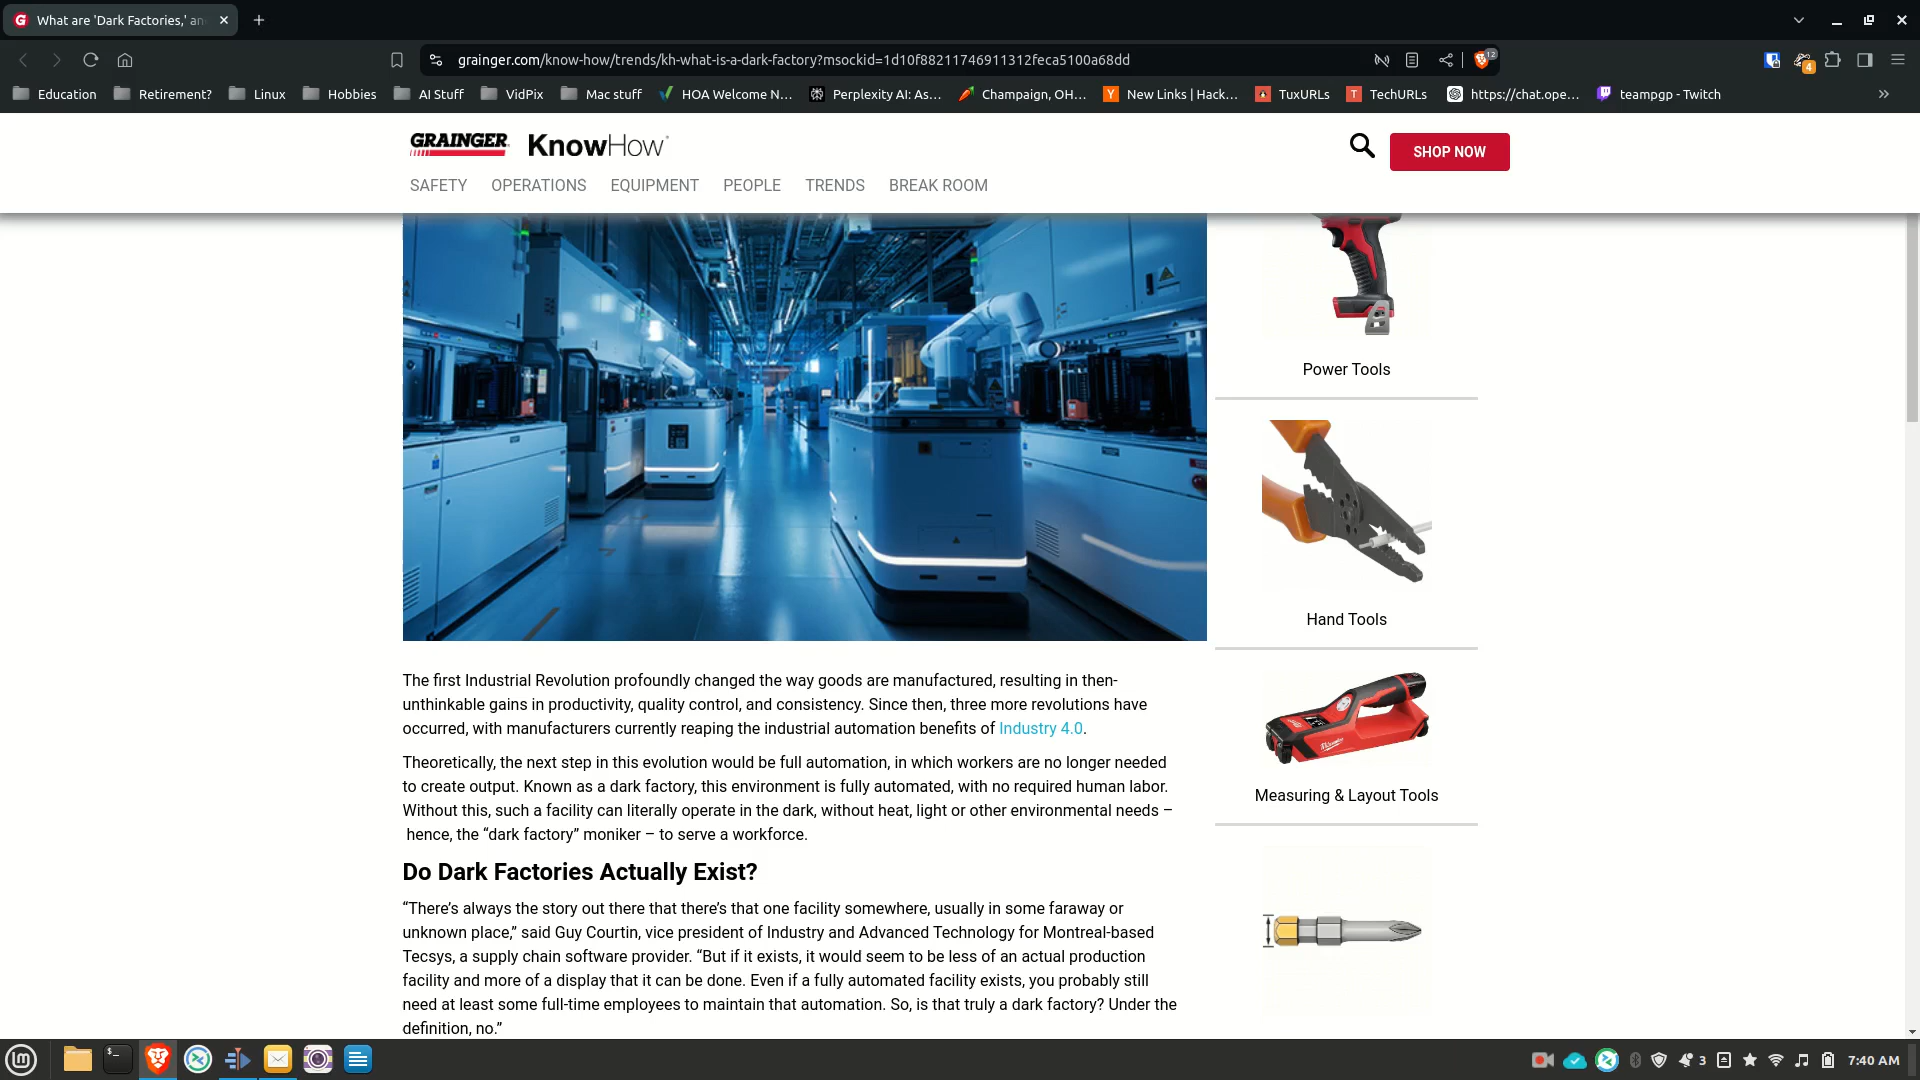 What are 'Dark Factories,' an
grainger.com/know-how/trends/kh-what-is-a-dark-factory?msockid=1d10f88211746911312feca5100a68dd
12
4
Education
Retirement?
Linux
Hobbies
AI Stuff
VidPix
Mac stuff
HOA Welcome N...
Perplexity AI: As...
Champaign, OH...
New Links | Hack...
TuxURLs
TechURLs
https://chat.ope...
teampgp - Twitch
GRAINGER
KnowHow
SHOP NOW
SAFETY
OPERATIONS
EQUIPMENT
PEOPLE
TRENDS
BREAK ROOM
The first Industrial Revolution profoundly changed the way goods are manufactured, resulting in then-
unthinkable gains in productivity, quality control, and consistency. Since then, three more revolutions have
occurred, with manufacturers currently reaping the industrial automation benefits of Industry 4.0.
Theoretically, the next step in this evolution would be full automation, in which workers are no longer needed
to create output. Known as a dark factory, this environment is fully automated, with no required human labor.
Without this, such a facility can literally operate in the dark, without heat, light or other environmental needs –
hence, the “dark factory” moniker – to serve a workforce.
Do Dark Factories Actually Exist?
“There’s always the story out there that there’s that one facility somewhere, usually in some faraway or
unknown place,” said Guy Courtin, vice president of Industry and Advanced Technology for Montreal-based
Tecsys, a supply chain software provider. “But if it exists, it would seem to be less of an actual production
facility and more of a display that it can be done. Even if a fully automated facility exists, you probably still
need at least some full-time employees to maintain that automation. So, is that truly a dark factory? Under the
definition, no.”
Power Tools
Hand Tools
Milwaukee
Measuring & Layout Tools
3
7:40 AM